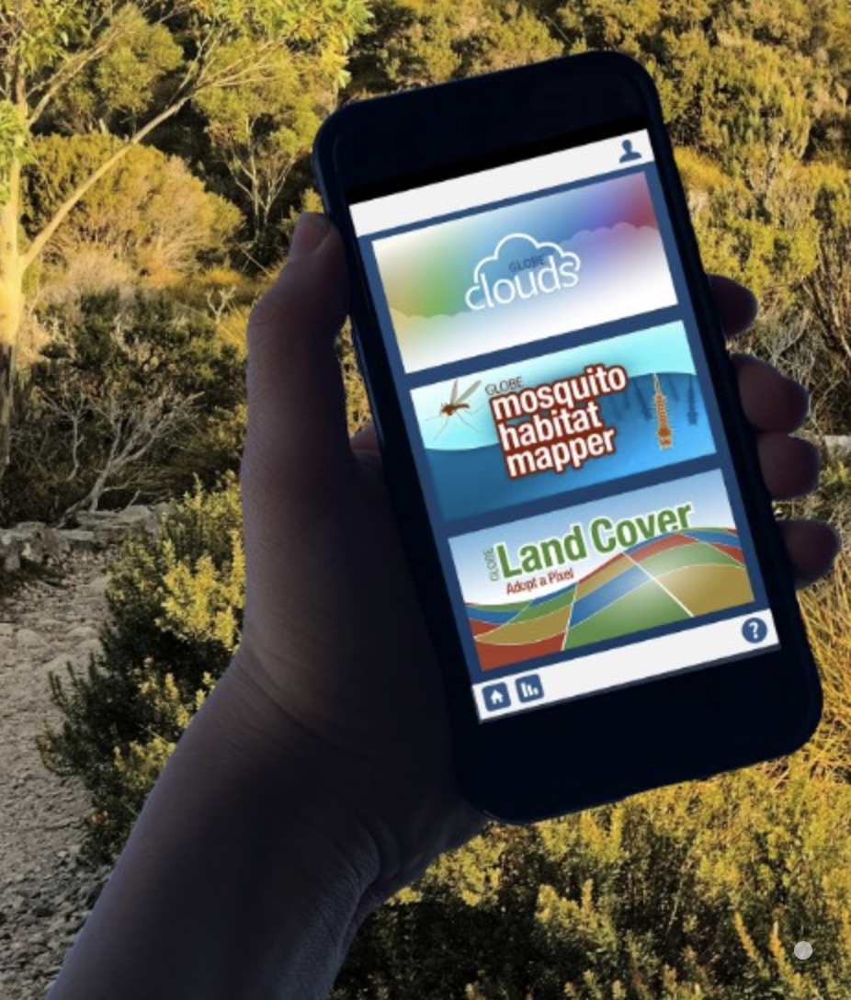 GLOBE
clouds
GLOBE
mosquito
habitat
mapper
GLOBE
Land Cover
Adopt a Pixel
?